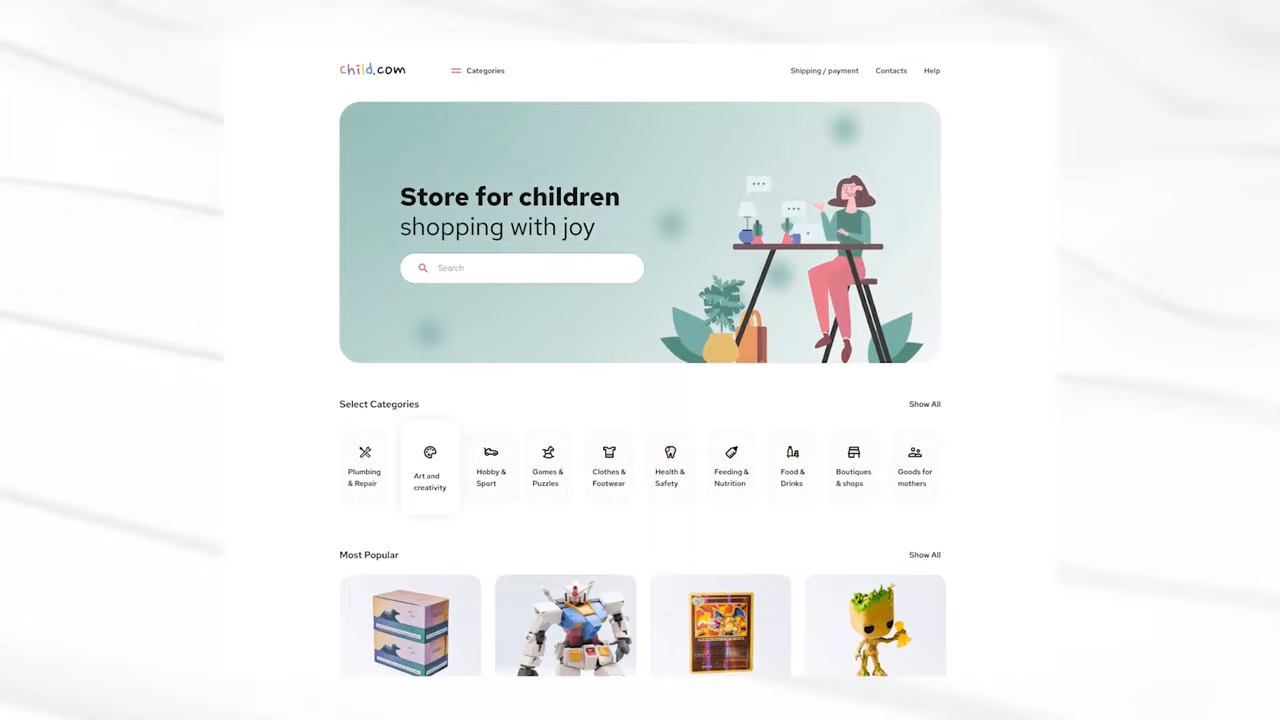 child.com
Categories
Shipping / payment
Contacts
Help
Store for children
shopping with joy
Search
Select Categories
Show All
Plumbing
& Repair
Art and
creativity
Hobby &
Sport
Games &
Puzzles
Clothes &
Footwear
Health &
Safety
Feeding &
Nutrition
Food &
Drinks
Boutiques
& shops
Goods for
mothers
Most Popular
Show All